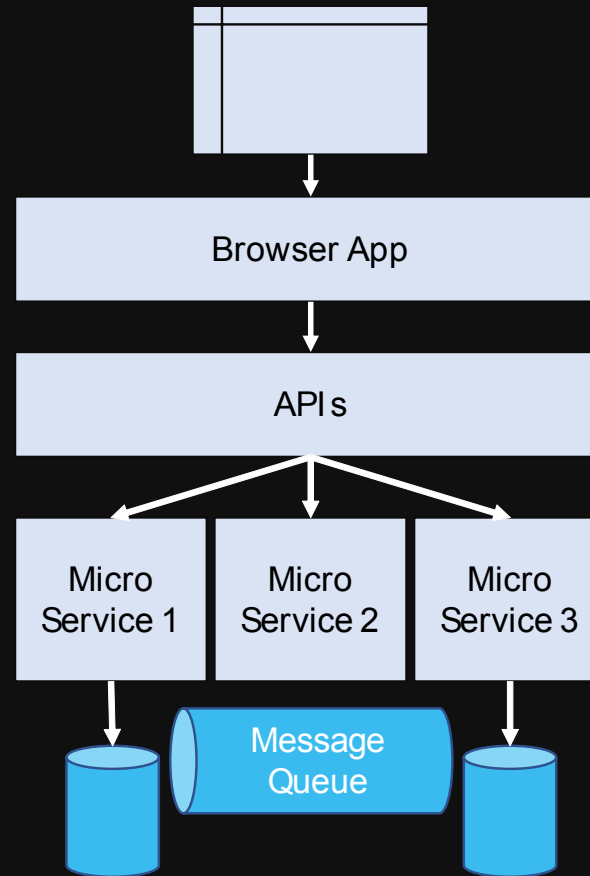 Browser App
APIs
Micro
Service 1
Micro
Service 2
Micro
Service 3
Message
Queue